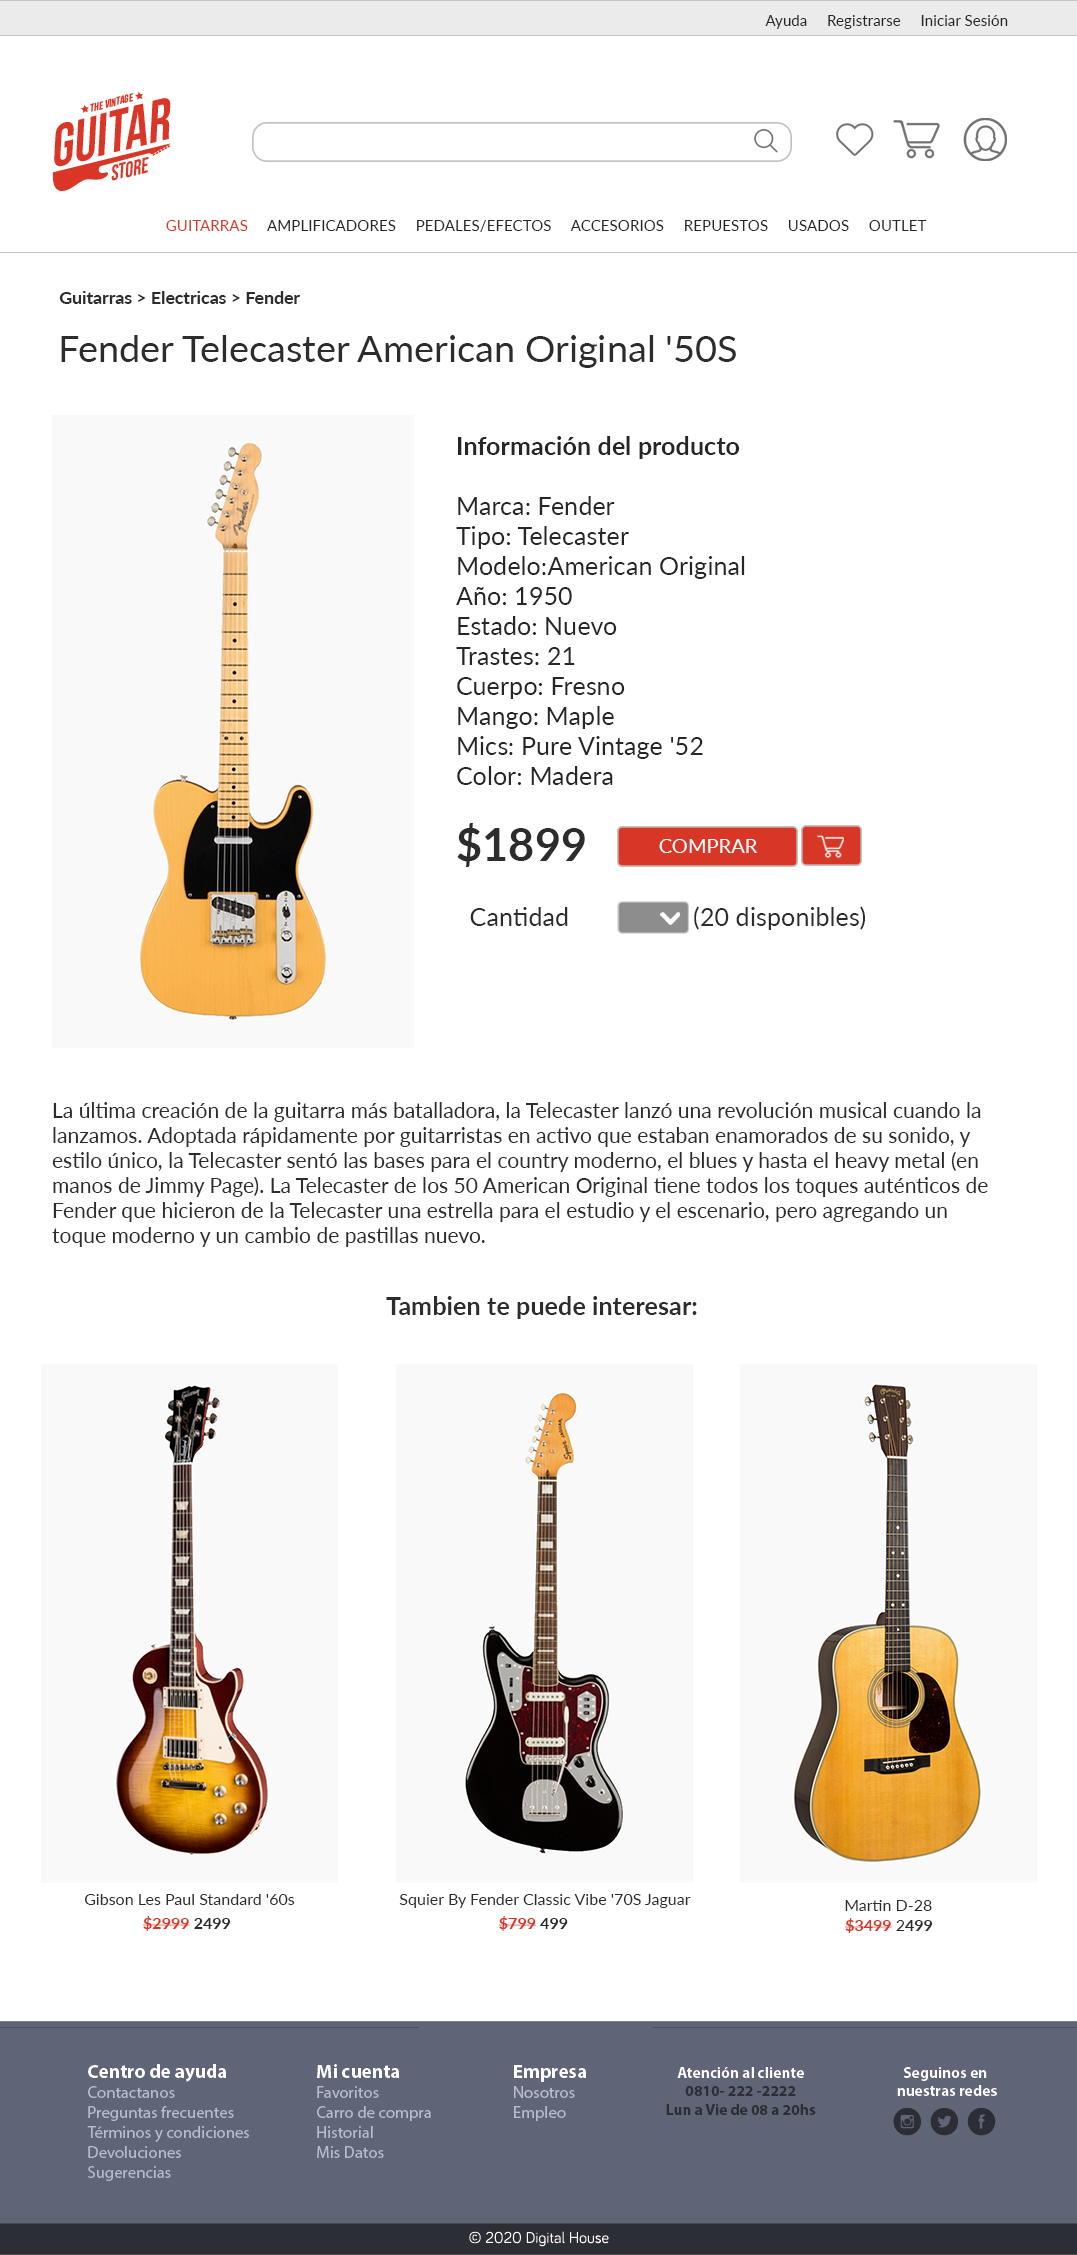 Ayuda Registrarse Iniciar Sesión
THE VINTAGE
GUITAR
STORE
GUITARRAS AMPLIFICADORES PEDALES/EFECTOS ACCESORIOS REPUESTOS USADOS OUTLET
Guitarras > Electricas > Fender
Fender Telecaster American Original '50S
Fender
Información del producto
Marca: Fender
Tipo: Telecaster
Modelo:American Original
Año: 1950
Estado: Nuevo
Trastes: 21
Cuerpo: Fresno
Mango: Maple
Mics: Pure Vintage '52
Color: Madera
$1899 COMPRAR
Cantidad (20 disponibles)
La última creación de la guitarra más batalladora, la Telecaster lanzó una revolución musical cuando la
lanzamos. Adoptada rápidamente por guitarristas en activo que estaban enamorados de su sonido, y
estilo único, la Telecaster sentó las bases para el country moderno, el blues y hasta el heavy metal (en
manos de Jimmy Page). La Telecaster de los 50 American Original tiene todos los toques auténticos de
Fender que hicieron de la Telecaster una estrella para el estudio y el escenario, pero agregando un
toque moderno y un cambio de pastillas nuevo.
Tambien te puede interesar:
Gibson Les Paul Standard '60s
$2999 2499
Squier By Fender Classic Vibe '70S Jaguar
$799 499
Martin D-28
$3499 2499
Centro de ayuda
Contactanos
Preguntas frecuentes
Términos y condiciones
Devoluciones
Sugerencias
Mi cuenta
Favoritos
Carro de compra
Historial
Mis Datos
Empresa
Nosotros
Empleo
Atención al cliente
0810- 222 -2222
Lun a Vie de 08 a 20hs
Seguinos en
nuestras redes
© 2020 Digital House